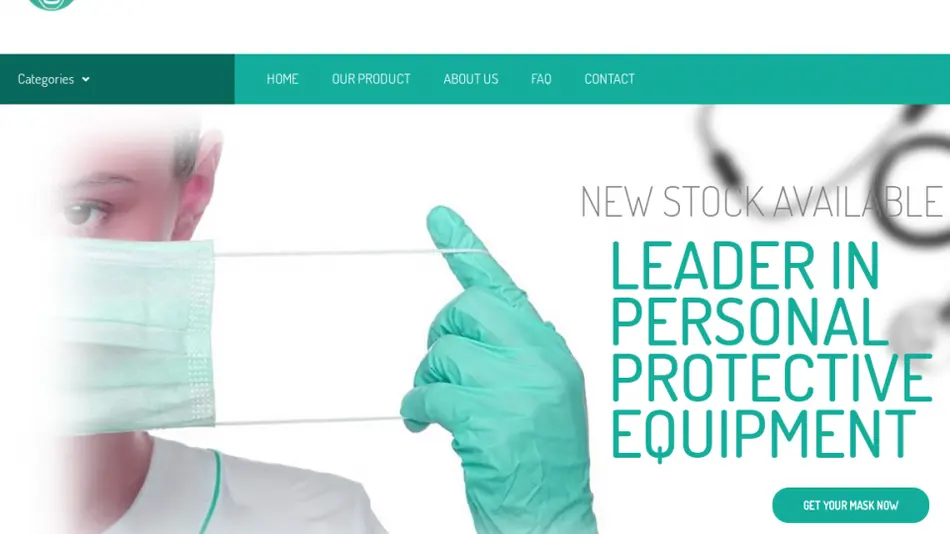 Categories
HOME
OUR PRODUCT
ABOUT US
FAQ
CONTACT
NEW STOCK AVAILABLE
LEADER IN
PERSONAL
PROTECTIVE
EQUIPMENT
GET YOUR MASK NOW